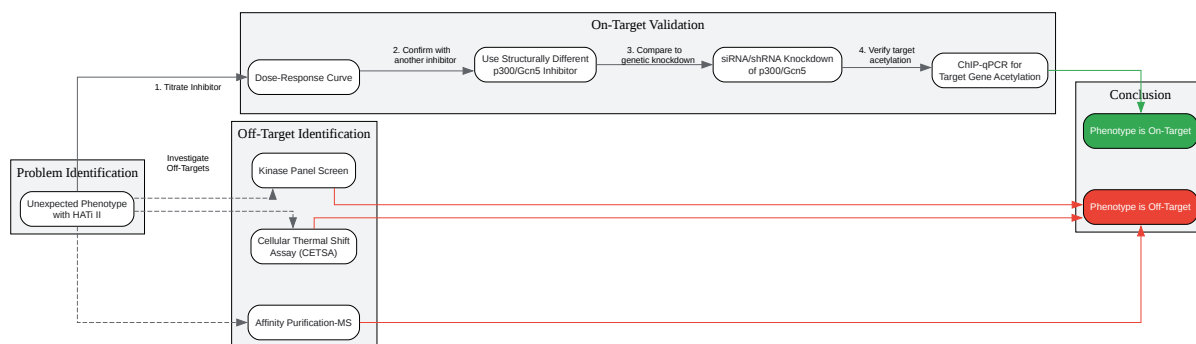 On-Target Validation
1. Titrate Inhibitor
Dose-Response Curve
2. Confirm with
another inhibitor
Use Structurally Different
p300/Gcn5 Inhibitor
3. Compare to
genetic knockdown
siRNA/shRNA Knockdown
of p300/Gcn5
4. Verify target
acetylation
ChIP-qPCR for
Target Gene Acetylation
Conclusion
Phenotype is On-Target
Phenotype is Off-Target
Off-Target Identification
Investigate
Off-Targets
Kinase Panel Screen
Cellular Thermal Shift
Assay (CETSA)
Affinity Purification-MS
Problem Identification
Unexpected Phenotype
with HATi II